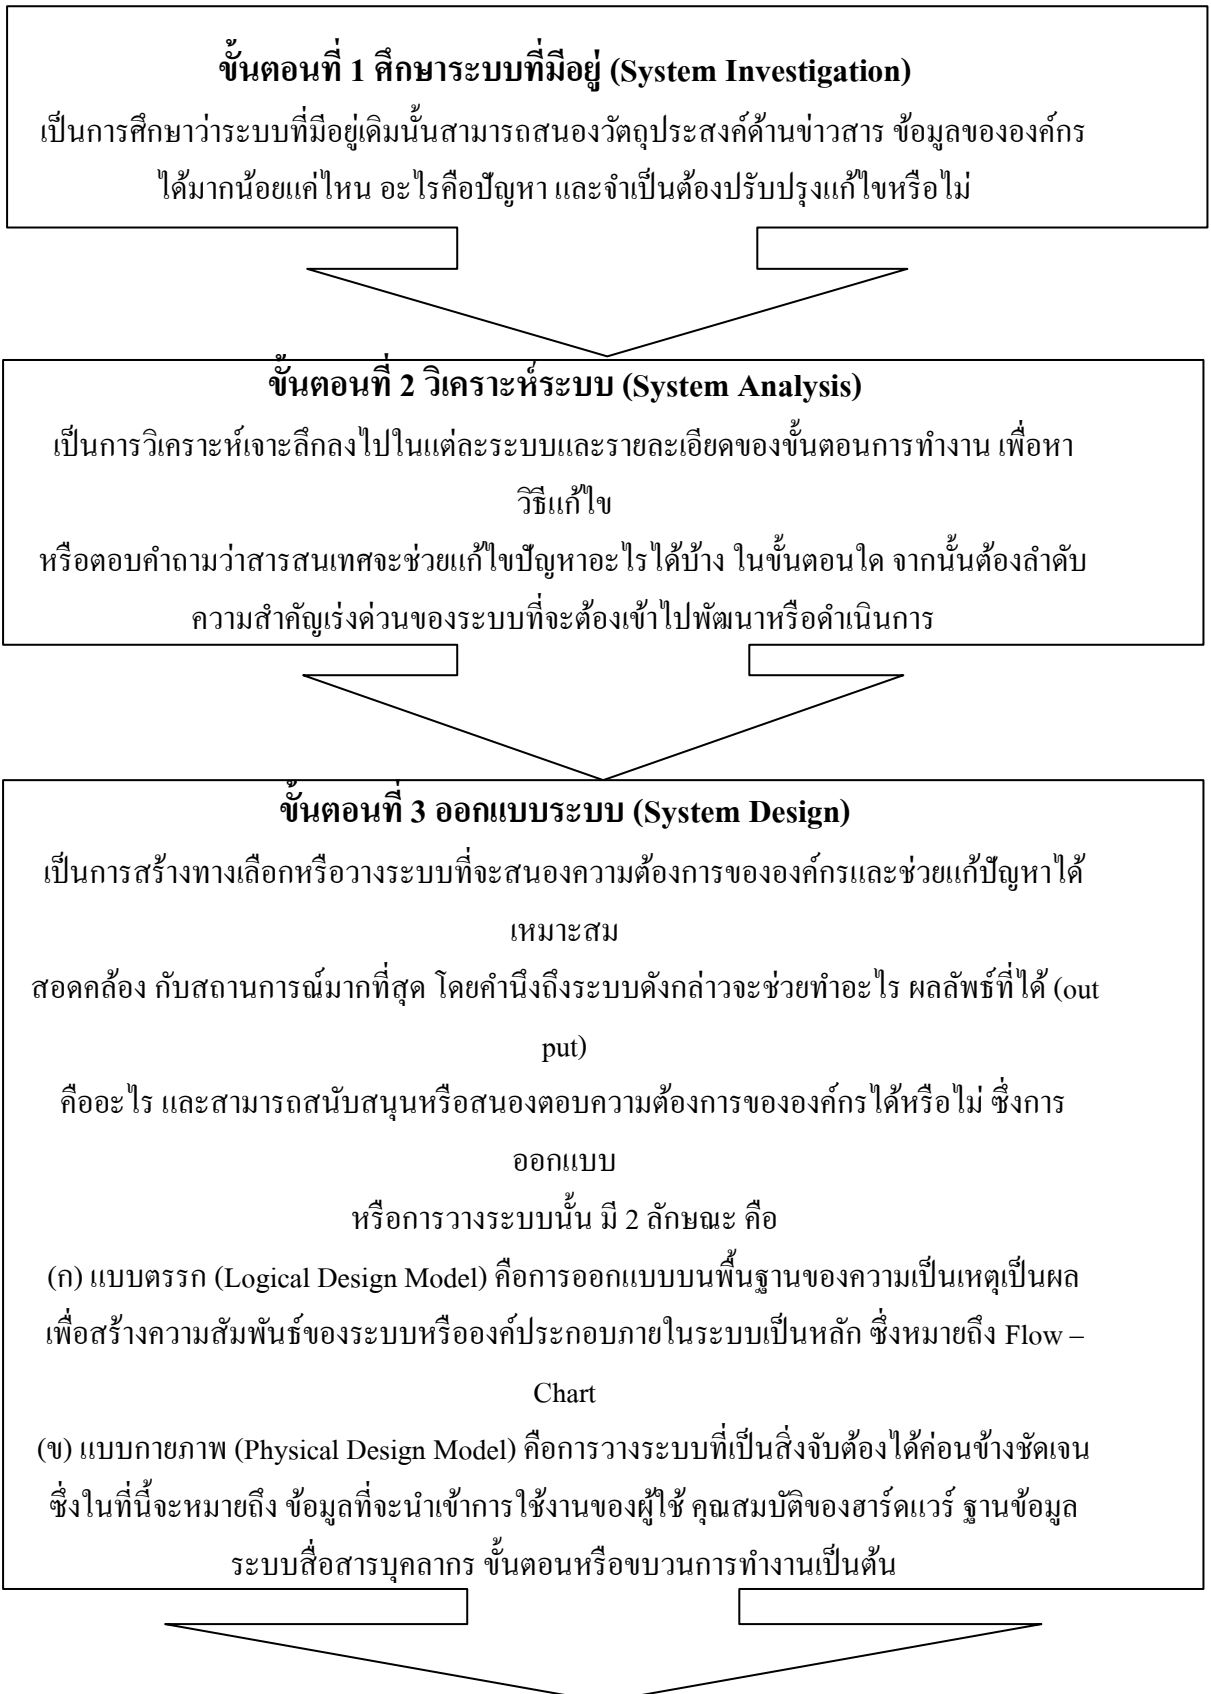 ขั้นตอนที่ 1 ศึกษาระบบที่มีอยู่ (System Investigation)
เป็นการศึกษาว่าระบบที่มีอยู่เดิมนั้นสามารถสนองวัตถุประสงค์ด้านข่าวสาร ข้อมูลขององค์กร
ได้มากน้อยแค่ไหน อะไรคือปัญหา และจำเป็นต้องปรับปรุงแก้ไขหรือไม่
ขั้นตอนที่ 2 วิเคราะห์ระบบ (System Analysis)
เป็นการวิเคราะห์เจาะลึกลงไปในแต่ละระบบและรายละเอียดของขั้นตอนการทำงาน เพื่อหา
วิธีแก้ไข
หรือตอบคำถามว่าสารสนเทศจะช่วยแก้ไขปัญหาอะไรได้บ้าง ในขั้นตอนใด จากนั้นต้องลำดับ
ความสำคัญเร่งด่วนของระบบที่จะต้องเข้าไปพัฒนาหรือดำเนินการ
ขั้นตอนที่ 3 ออกแบบระบบ (System Design)
เป็นการสร้างทางเลือกหรือวางระบบที่จะสนองความต้องการขององค์กรและช่วยแก้ปัญหาได้
เหมาะสม
สอดคล้อง กับสถานการณ์มากที่สุด โดยคำนึงถึงระบบดังกล่าวจะช่วยทำอะไร ผลลัพธ์ที่ได้ (out
put)
คืออะไร และสามารถสนับสนุนหรือสนองตอบความต้องการขององค์กรได้หรือไม่ ซึ่งการ
ออกแบบ
หรือการวางระบบนั้น มี 2 ลักษณะ คือ
(ก) แบบตรรก (Logical Design Model) คือการออกแบบบนพื้นฐานของความเป็นเหตุเป็นผล
เพื่อสร้างความสัมพันธ์ของระบบหรือองค์ประกอบภายในระบบเป็นหลัก ซึ่งหมายถึง Flow –
Chart
(ข) แบบกายภาพ (Physical Design Model) คือการวางระบบที่เป็นสิ่งจับต้องได้ค่อนข้างชัดเจน
ซึ่งในที่นี้จะหมายถึง ข้อมูลที่จะนำเข้าการใช้งานของผู้ใช้ คุณสมบัติของฮาร์ดแวร์ ฐานข้อมูล
ระบบสื่อสารบุคลากร ขั้นตอนหรือขบวนการทำงานเป็นต้น